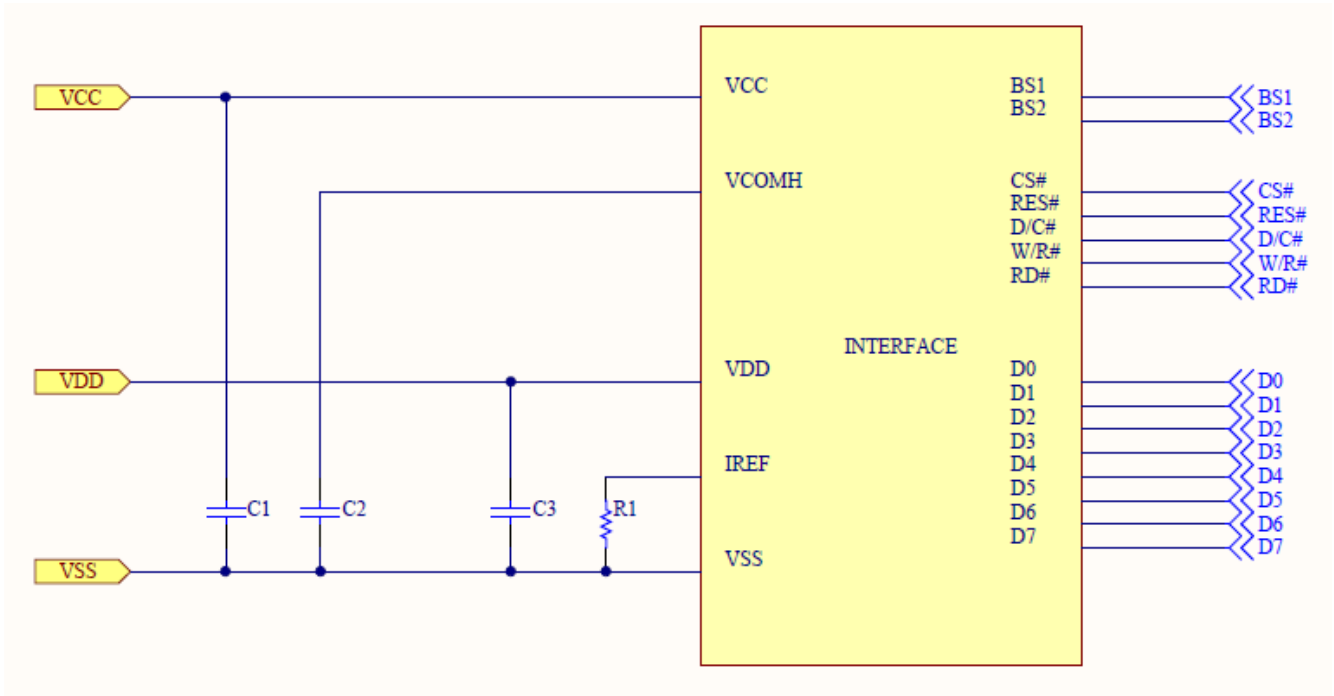 VCC
VCC
BS1
BS1
BS2
BS2
VCOMH
CS#
CS#
RES#
RES#
D/C#
D/C#
W/R#
W/R#
RD#
RD#
INTERFACE
VDD
VDD
D0
D0
D1
D1
D2
D2
D3
D3
IREF
D4
D4
D5
D5
C1
C2
C3
R1
D6
D6
D7
D7
VSS
VSS